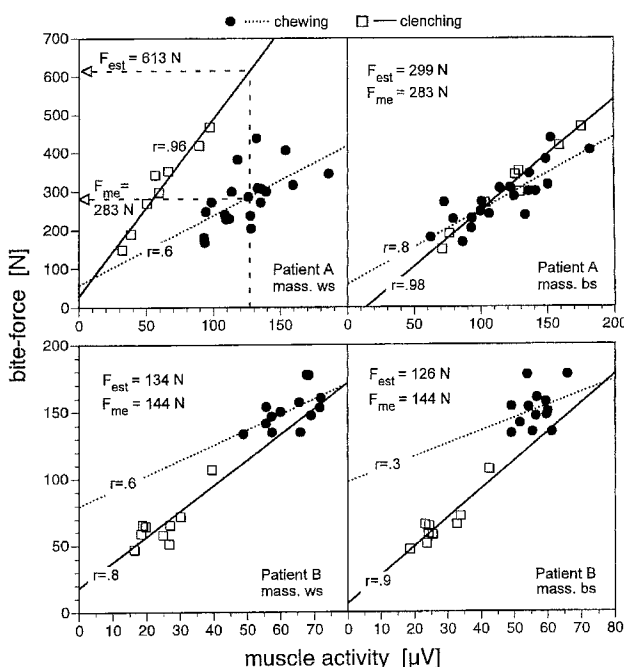 chewing clenching
bite-force [N]
700
600
500
400
300
200
100
0
F_est = 613 N
r=.96
F_me =
283 N
r=.6
Patient A
mass. ws
0 50 100 150
F_est = 299 N
F_me = 283 N
r=.8
r=.98
Patient A
mass. bs
0 50 100 150 200
200
150
100
50
0
F_est = 134 N
F_me = 144 N
r=.6
r=.8
Patient B
mass. ws
0 10 20 30 40 50 60 70
F_est = 126 N
F_me = 144 N
r=.3
r=.9
Patient B
mass. bs
0 10 20 30 40 50 60 70 80
muscle activity [µV]